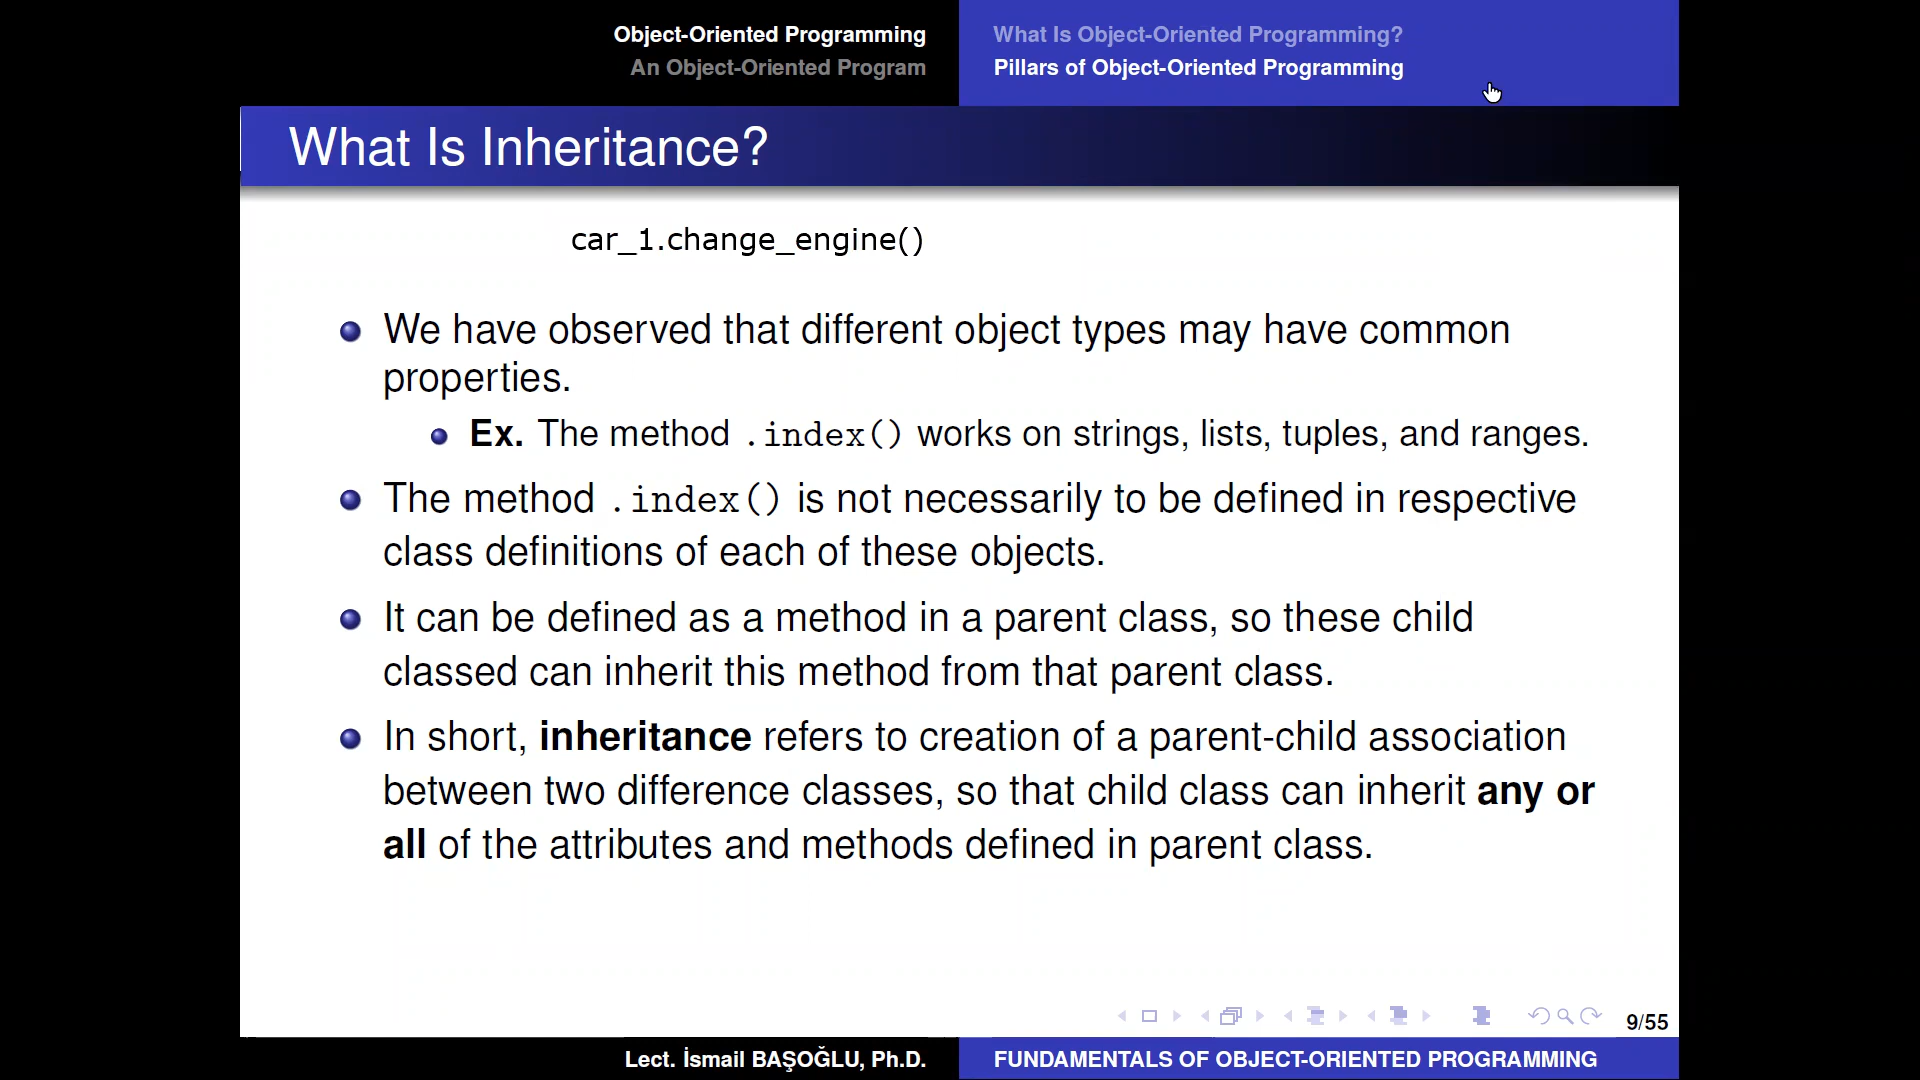 Object-Oriented Programming
An Object-Oriented Program
What Is Object-Oriented Programming?
Pillars of Object-Oriented Programming
What Is Inheritance?
car_1.change_engine()
We have observed that different object types may have common
properties.
Ex. The method .index() works on strings, lists, tuples, and ranges.
The method .index() is not necessarily to be defined in respective
class definitions of each of these objects.
It can be defined as a method in a parent class, so these child
classed can inherit this method from that parent class.
In short, inheritance refers to creation of a parent-child association
between two difference classes, so that child class can inherit any or
all of the attributes and methods defined in parent class.
9/55
Lect. İsmail BAŞOĞLU, Ph.D.
FUNDAMENTALS OF OBJECT-ORIENTED PROGRAMMING